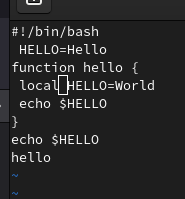 #!/bin/bash
 HELLO=Hello
function hello {
 local HELLO=World
 echo $HELLO
}
echo $HELLO
hello
~
~